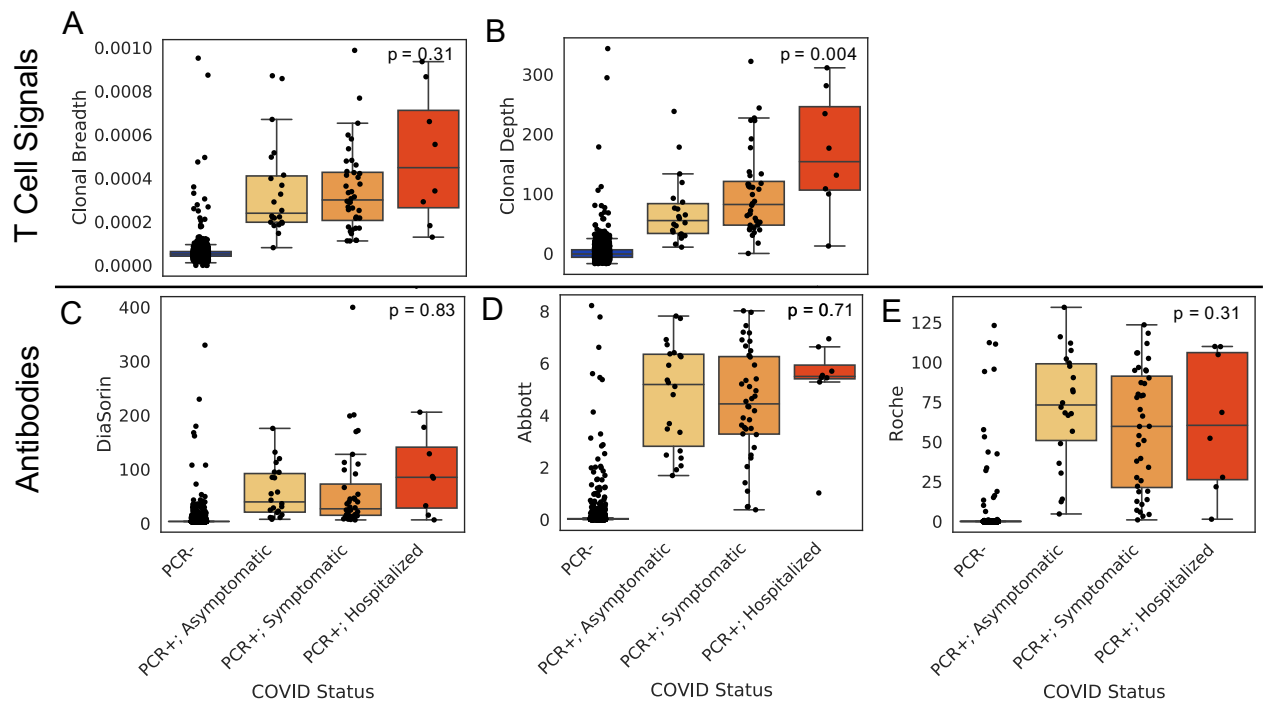 T Cell Signals
A
Clonal Breadth
0.0010
0.0008
0.0006
0.0004
0.0002
0.0000
p = 0.31
B
Clonal Depth
300
200
100
0
p = 0.004
Antibodies
C
DiaSorin
400
300
200
100
0
p = 0.83
PCR-
PCR+; Asymptomatic
PCR+; Symptomatic
PCR+; Hospitalized
COVID Status
D
Abbott
8
6
4
2
0
p = 0.71
PCR-
PCR+; Asymptomatic
PCR+; Symptomatic
PCR+; Hospitalized
COVID Status
E
Roche
125
100
75
50
25
0
p = 0.31
PCR-
PCR+; Asymptomatic
PCR+; Symptomatic
PCR+; Hospitalized
COVID Status